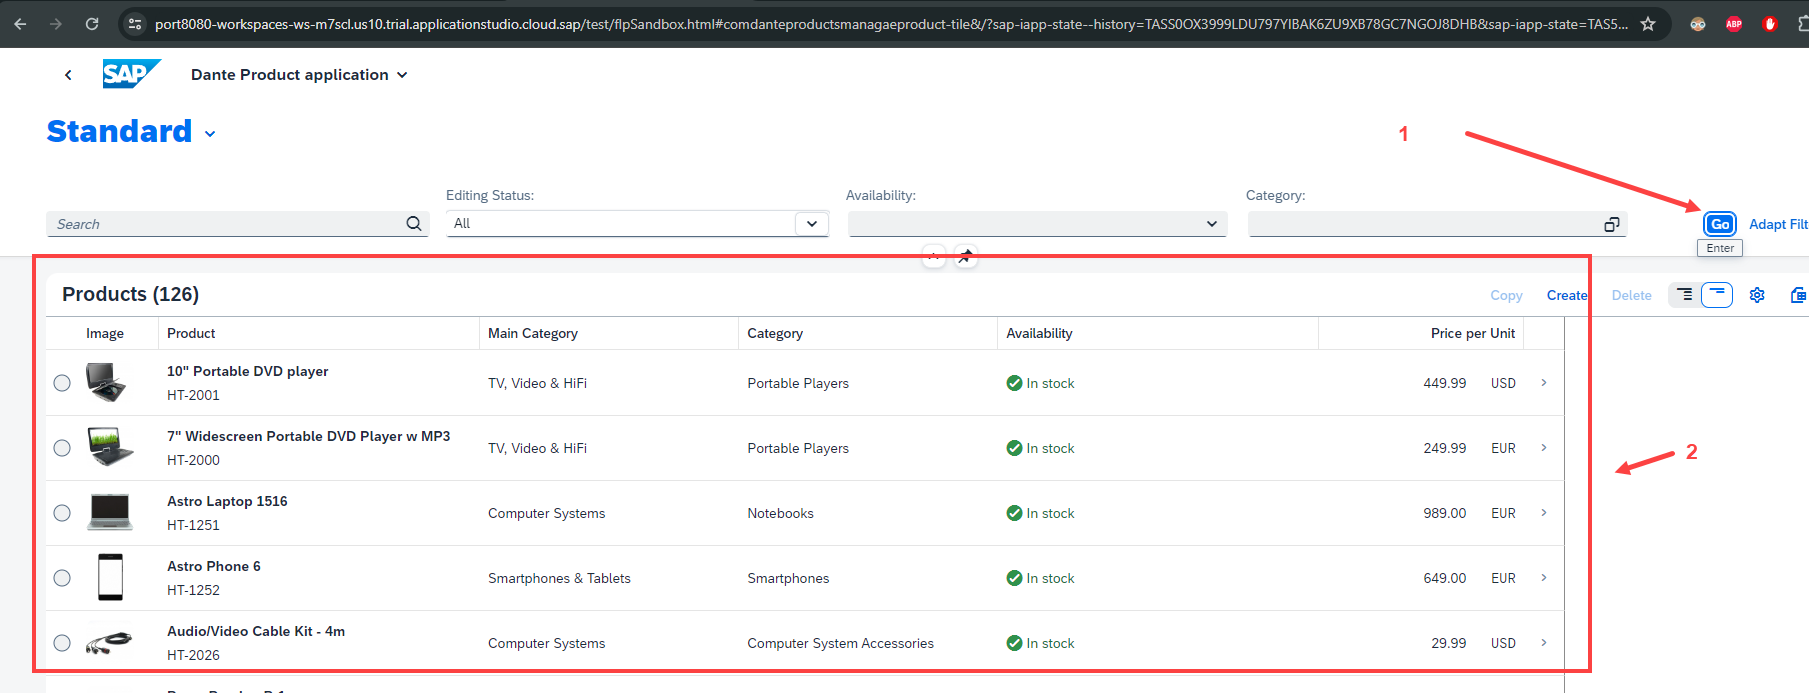 port8080-workspaces-ws-m7scl.us10.trial.applicationstudio.cloud.sap/test/flpSandbox.html#comdanteproductsmanagaeproduct-tile&/?sap-iapp-state--history=TASS0OX3999LDU797YIBAK6ZU9XB78GC7NGOJ8DHB&sap-iapp-state=TAS5...
ABP
SAP Dante Product application
Standard
1
Editing Status: Availability: Category:
Search All Go Adapt Filt
Enter
Products (126) Copy Create Delete
Image Product Main Category Category Availability Price per Unit
10" Portable DVD player
HT-2001 TV, Video & HiFi Portable Players In stock 449.99 USD
7" Widescreen Portable DVD Player w MP3
HT-2000 TV, Video & HiFi Portable Players In stock 249.99 EUR
2
Astro Laptop 1516
HT-1251 Computer Systems Notebooks In stock 989.00 EUR
Astro Phone 6
HT-1252 Smartphones & Tablets Smartphones In stock 649.00 EUR
Audio/Video Cable Kit - 4m
HT-2026 Computer Systems Computer System Accessories In stock 29.99 USD